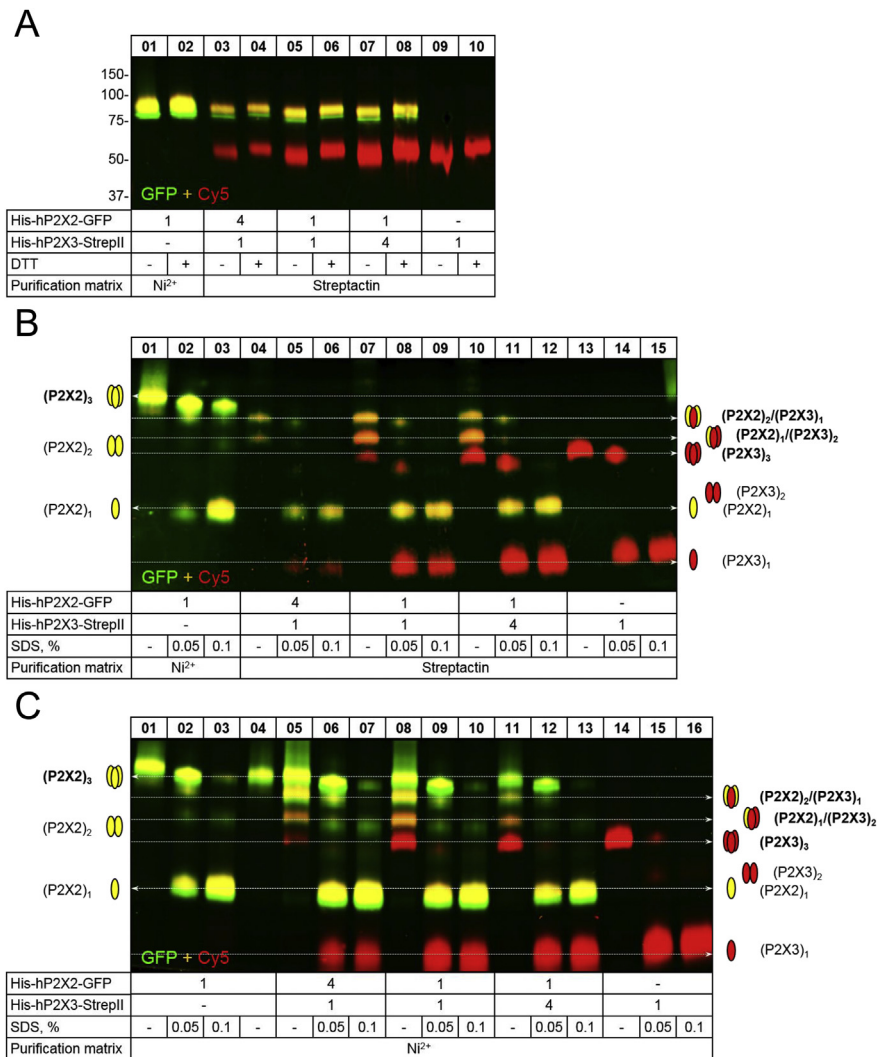 A
01 02 03 04 05 06 07 08 09 10
150-
100-
75-
50-
37-
GFP + Cy5
His-hP2X2-GFP 1 4 1 1 -
His-hP2X3-StrepII - 1 1 4 1
DTT - + - + - + - + - +
Purification matrix Ni²⁺ Streptactin
B
01 02 03 04 05 06 07 08 09 10 11 12 13 14 15
(P2X2)₃
(P2X2)₂/(P2X3)₁
(P2X2)₁/(P2X3)₂
(P2X2)₂
(P2X3)₃
(P2X3)₂
(P2X2)₁
(P2X2)₁
(P2X3)₁
GFP + Cy5
His-hP2X2-GFP 1 4 1 1 -
His-hP2X3-StrepII - 1 1 4 1
SDS, % - 0.05 0.1 - 0.05 0.1 - 0.05 0.1 - 0.05 0.1 - 0.05 0.1
Purification matrix Ni²⁺ Streptactin
C
01 02 03 04 05 06 07 08 09 10 11 12 13 14 15 16
(P2X2)₃
(P2X2)₂/(P2X3)₁
(P2X2)₁/(P2X3)₂
(P2X2)₂
(P2X3)₃
(P2X3)₂
(P2X2)₁
(P2X2)₁
(P2X3)₁
GFP + Cy5
His-hP2X2-GFP 1 4 1 1 -
His-hP2X3-StrepII - 1 1 4 1
SDS, % - 0.05 0.1 - - 0.05 0.1 - 0.05 0.1 - 0.05 0.1 - 0.05 0.1
Purification matrix Ni²⁺